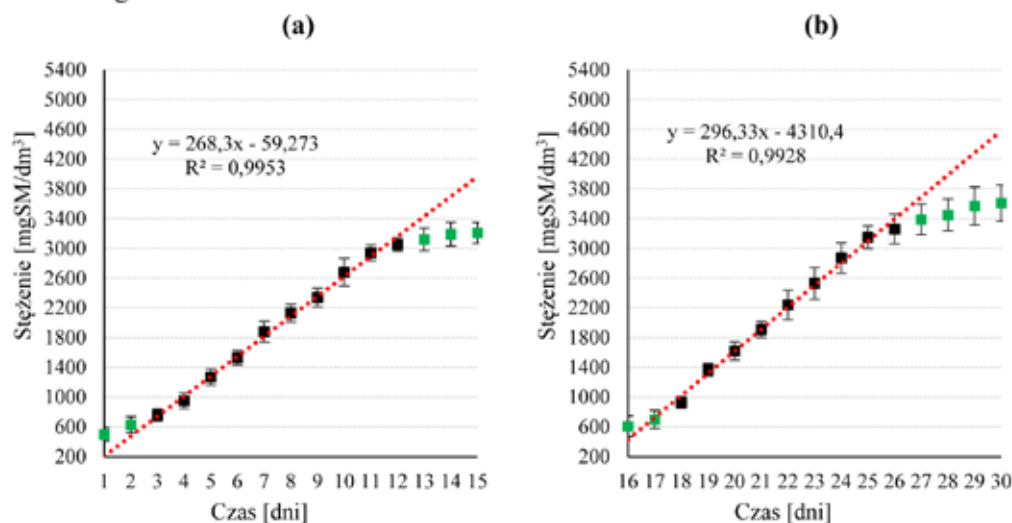 (a)
5400
5000
4600
4200
3800
3400
3000
2600
2200
1800
1400
1000
600
200
Stężenie [mgSM/dm³]
y = 268,3x - 59,273
R² = 0,9953
1 2 3 4 5 6 7 8 9 10 11 12 13 14 15
Czas [dni]
(b)
5400
5000
4600
4200
3800
3400
3000
2600
2200
1800
1400
1000
600
200
Stężenie [mgSM/dm³]
y = 296,33x - 4310,4
R² = 0,9928
16 17 18 19 20 21 22 23 24 25 26 27 28 29 30
Czas [dni]